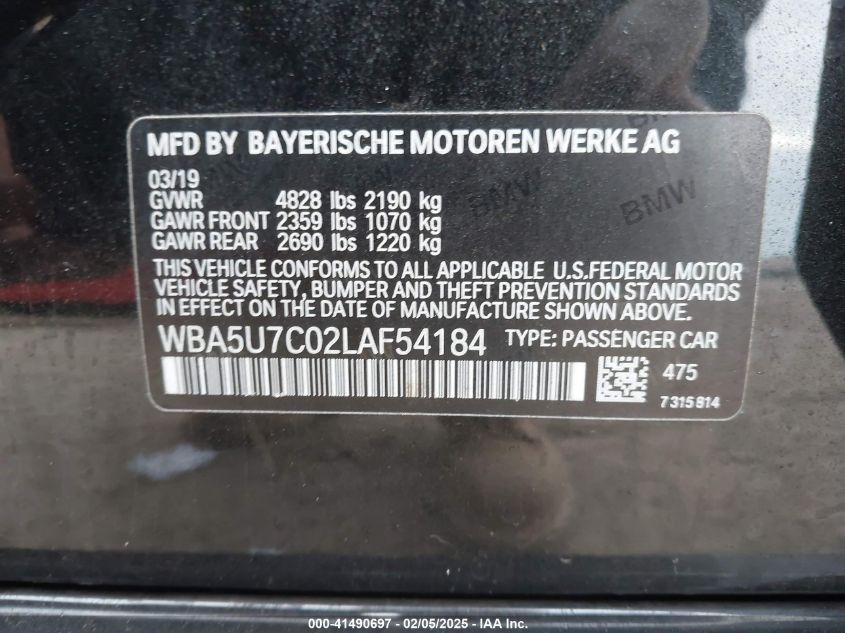 MFD BY BAYERISCHE MOTOREN WERKE AG
03/19
GVWR 4828 lbs 2190 kg
GAWR FRONT 2359 lbs 1070 kg
GAWR REAR 2690 lbs 1220 kg
THIS VEHICLE CONFORMS TO ALL APPLICABLE U.S.FEDERAL MOTOR
VEHICLE SAFETY, BUMPER AND THEFT PREVENTION STANDARDS
IN EFFECT ON THE DATE OF MANUFACTURE SHOWN ABOVE.
WBA5U7C02LAF54184 TYPE: PASSENGER CAR
475
7315814
BMW
BMW
000-41490697 - 02/05/2025 - IAA Inc.